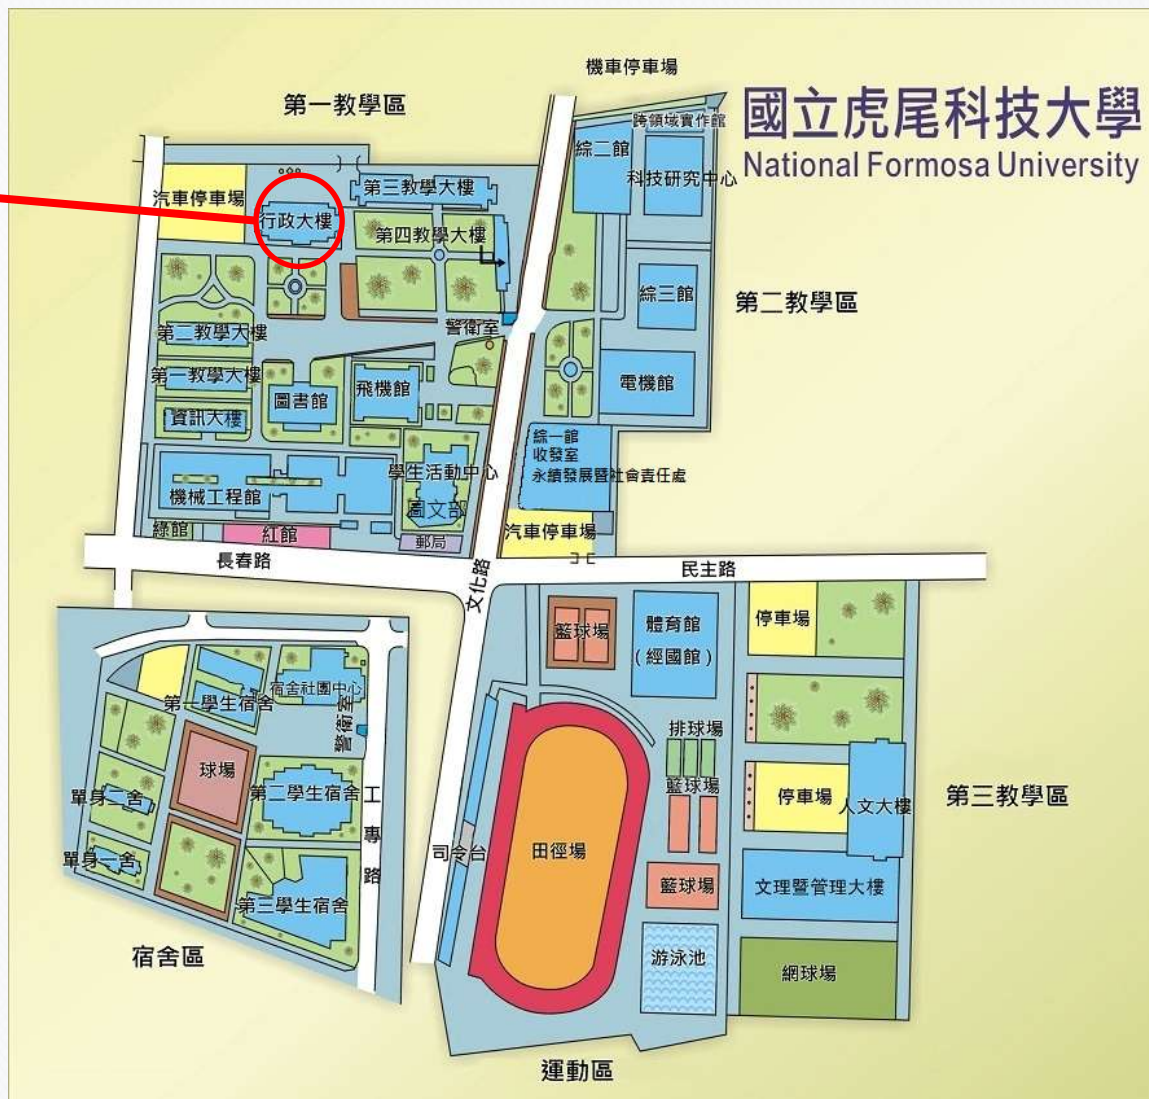 機車停車場
第一教學區
國立虎尾科技大學
National Formosa University
跨領域實作館
綜二館
科技研究中心
第三教學大樓
汽車停車場
行政大樓
第四教學大樓
綜三館
第二教學區
警衛室
第二教學大樓
第一教學大樓
飛機館
電機館
圖書館
資訊大樓
綜一館
收發室
永續發展暨社會責任處
學生活動中心
機械工程館
圖文部
綠館
紅館
郵局
汽車停車場
長春路
文化路
民主路
籃球場
體育館
(經國館)
停車場
宿舍社團中心
第一學生宿舍
警衛室
排球場
球場
籃球場
單身二舍
第二學生宿舍
工專路
停車場
人文大樓
第三教學區
單身一舍
司令台
田徑場
籃球場
文理暨管理大樓
第三學生宿舍
宿舍區
游泳池
網球場
運動區